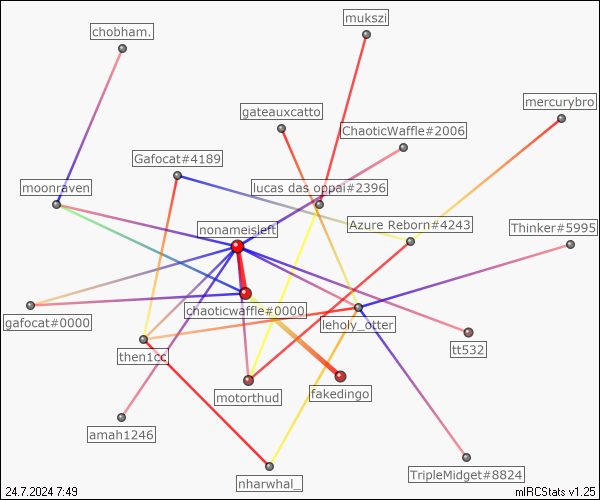 chobham.
mukszi
mercurybro
gateauxcatto
ChaoticWaffle#2006
Gafocat#4189
moonraven
lucas das oppai#2396
nonameisleft
Azure Reborn#4243
Thinker#5995
chaoticwaffle#0000
gafocat#0000
leholy_otter
then1cc
tt532
motorthud
fakedingo
amah1246
nharwhal_
TripleMidget#8824
24.7.2024 7:49
mIRCStats v1.25